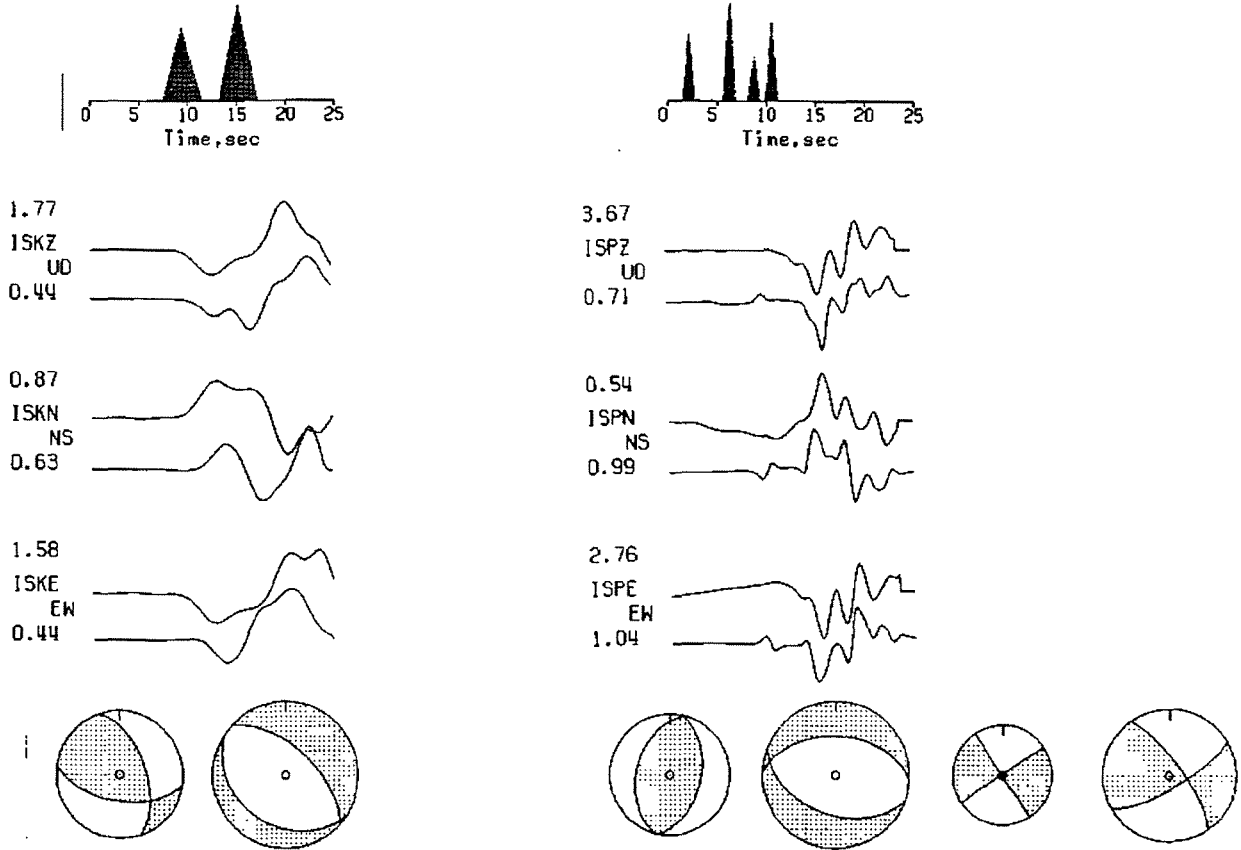 0 5 10 15 20 25
Time,sec
0 5 10 15 20 25
Time,sec
1.77
ISKZ
UD
0.44
0.87
ISKN
NS
0.63
1.58
ISKE
EW
0.44
3.67
ISPZ
UD
0.71
0.54
ISPN
NS
0.99
2.76
ISPE
EW
1.04